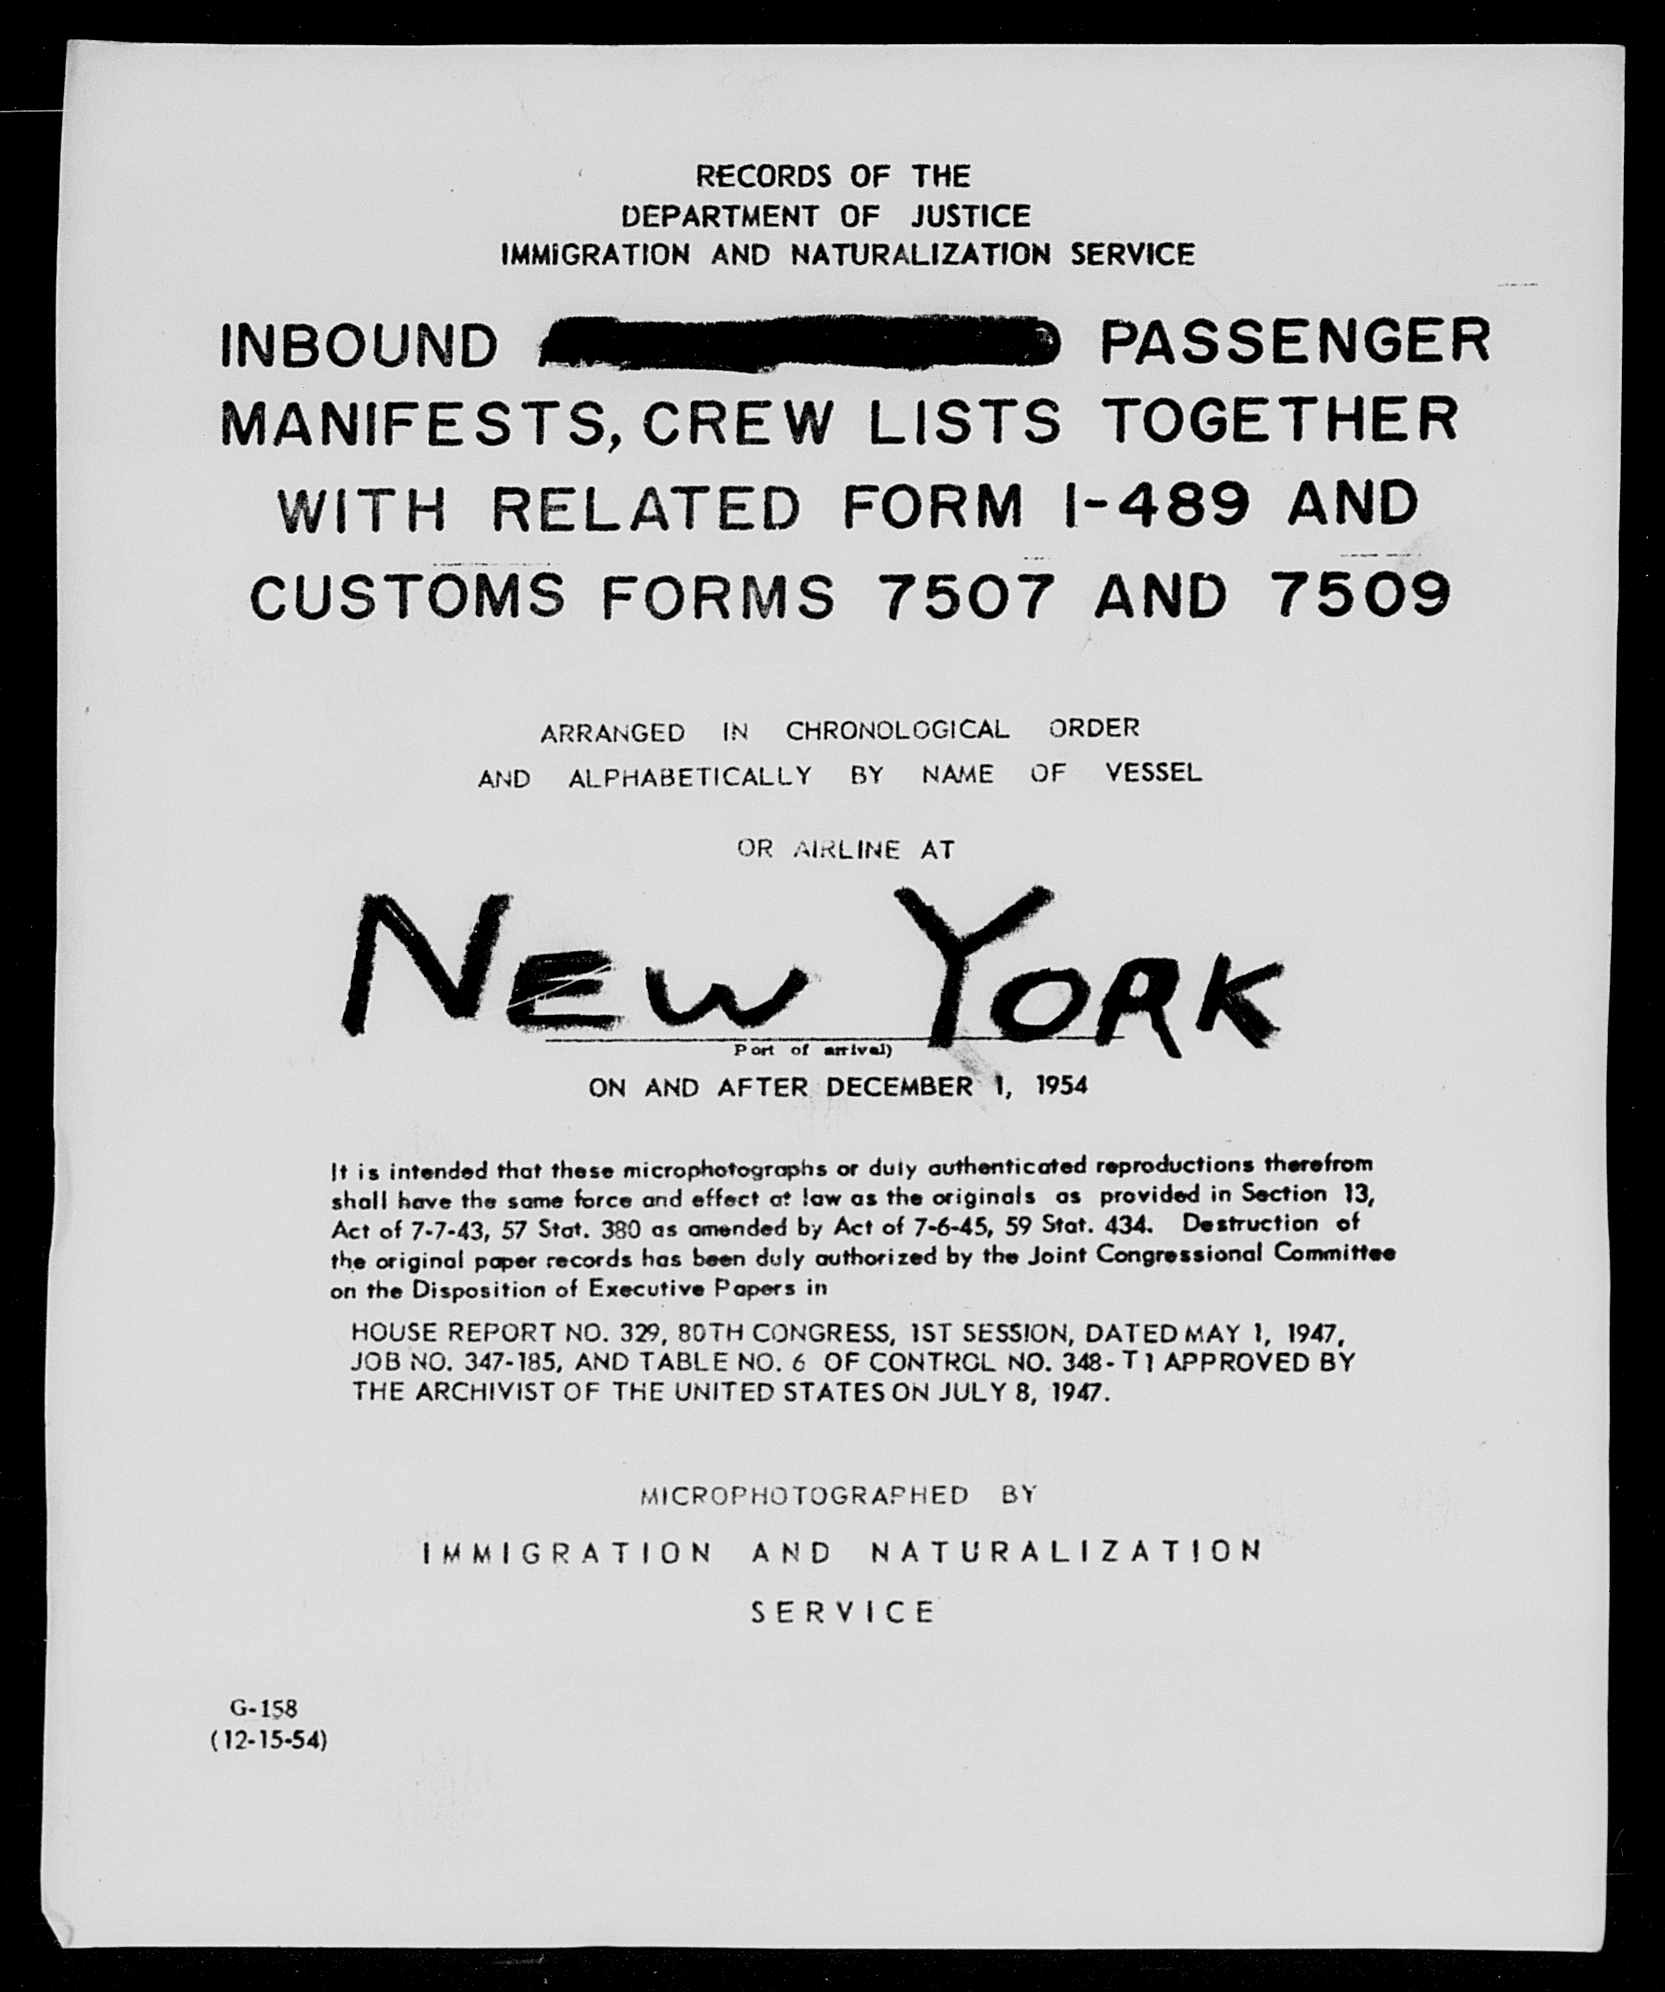 RECORDS OF THE
DEPARTMENT OF JUSTICE
IMMIGRATION AND NATURALIZATION SERVICE
INBOUND PASSENGER
MANIFESTS, CREW LISTS TOGETHER
WITH RELATED FORM I-489 AND
CUSTOMS FORMS 7507 AND 7509
ARRANGED IN CHRONOLOGICAL ORDER
AND ALPHABETICALLY BY NAME OF VESSEL
OR AIRLINE AT
NEW YORK
Port of arrival)
ON AND AFTER DECEMBER 1, 1954
It is intended that these microphotographs or duly authenticated reproductions therefrom
shall have the same force and effect at law as the originals as provided in Section 13,
Act of 7-7-43, 57 Stat. 380 as amended by Act of 7-6-45, 59 Stat. 434. Destruction of
the original paper records has been duly authorized by the Joint Congressional Committee
on the Disposition of Executive Papers in
HOUSE REPORT NO. 329, 80TH CONGRESS, 1ST SESSION, DATED MAY 1, 1947,
JOB NO. 347-185, AND TABLE NO. 6 OF CONTROL NO. 348-T1 APPROVED BY
THE ARCHIVIST OF THE UNITED STATES ON JULY 8, 1947.
MICROPHOTOGRAPHED BY
IMMIGRATION AND NATURALIZATION
SERVICE
G-158
(12-15-54)